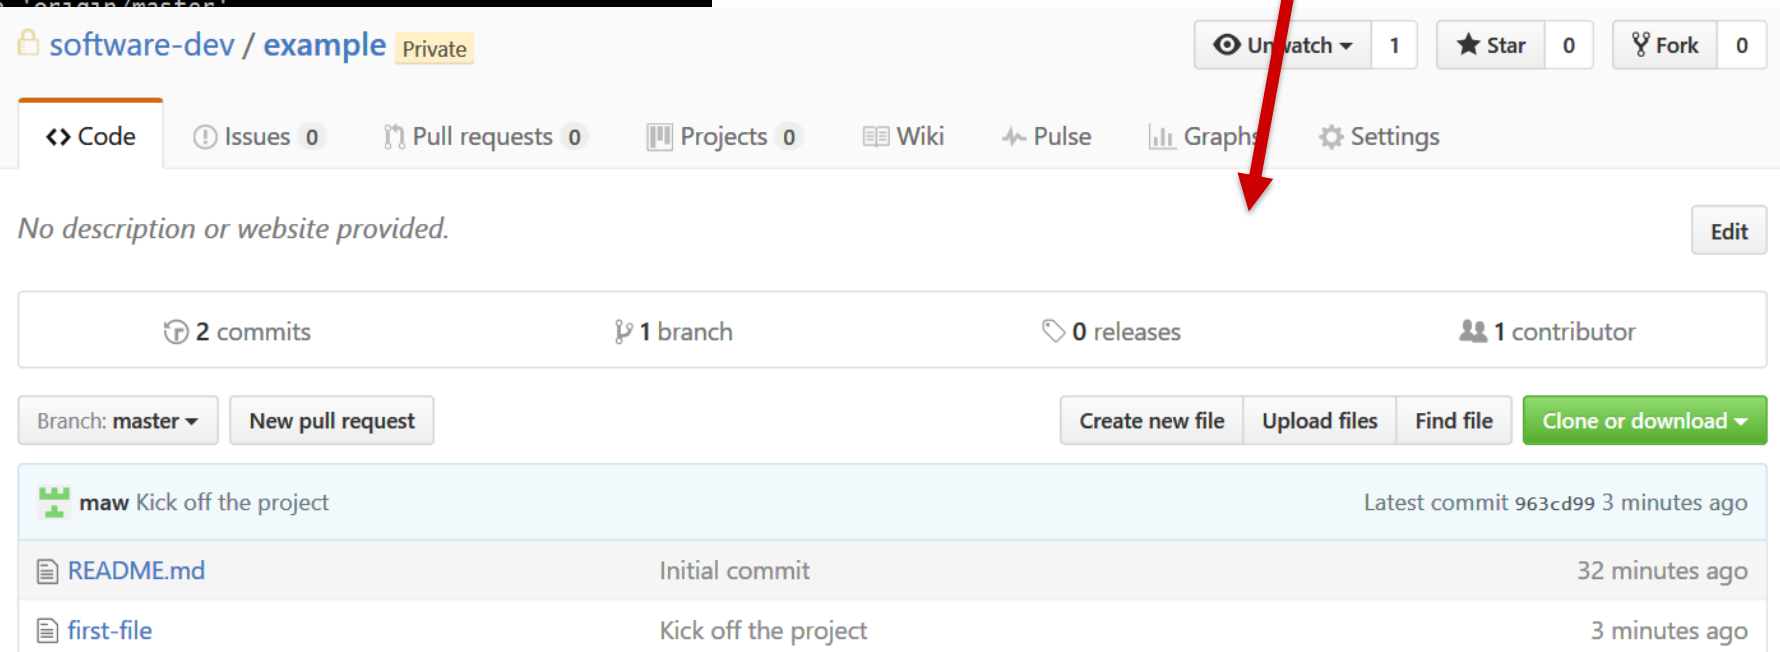 'origin/master'
software-dev / example Private Unwatch 1 Star 0 Fork 0
Code Issues 0 Pull requests 0 Projects 0 Wiki Pulse Graphs Settings
No description or website provided. Edit
2 commits 1 branch 0 releases 1 contributor
Branch: master New pull request Create new file Upload files Find file Clone or download
maw Kick off the project Latest commit 963cd99 3 minutes ago
README.md Initial commit 32 minutes ago
first-file Kick off the project 3 minutes ago